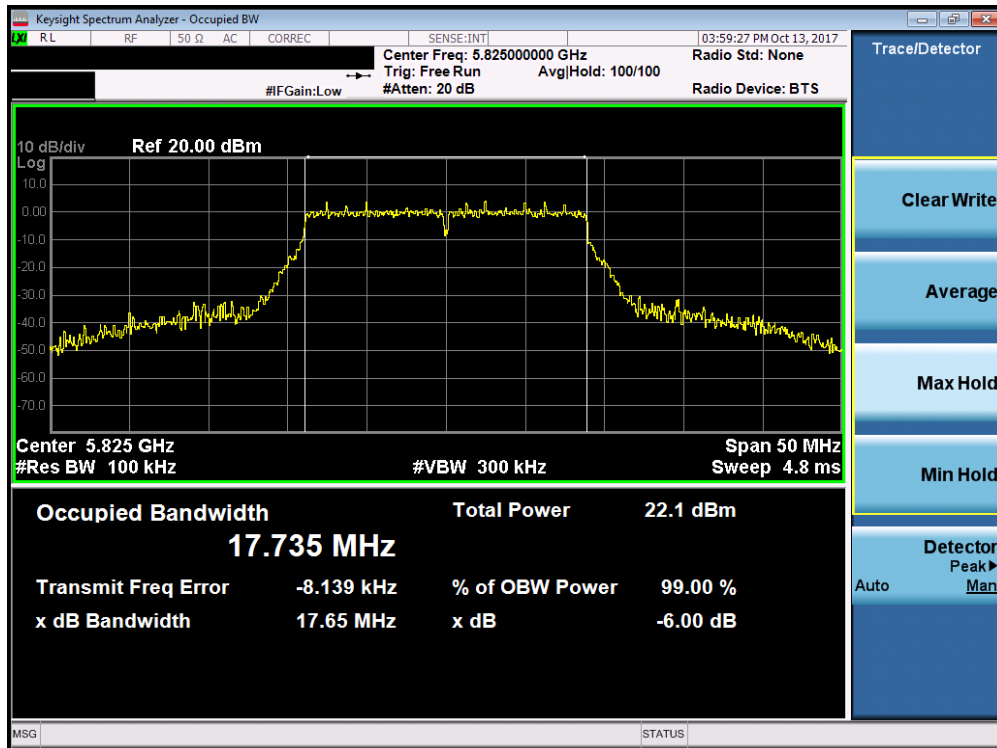 Keysight Spectrum Analyzer - Occupied BW
LXI RL RF 50 Ω AC CORREC SENSE:INT 03:59:27 PM Oct 13, 2017
Center Freq: 5.825000000 GHz Radio Std: None
Trig: Free Run Avg|Hold: 100/100
#IFGain:Low #Atten: 20 dB Radio Device: BTS
Trace/Detector
10 dB/div Ref 20.00 dBm
Log
10.0
0.00
-10.0
-20.0
-30.0
-40.0
-50.0
-60.0
-70.0
Center 5.825 GHz Span 50 MHz
#Res BW 100 kHz #VBW 300 kHz Sweep 4.8 ms
Occupied Bandwidth Total Power 22.1 dBm
17.735 MHz
Transmit Freq Error -8.139 kHz % of OBW Power 99.00 %
x dB Bandwidth 17.65 MHz x dB -6.00 dB
Clear Write
Average
Max Hold
Min Hold
Detector
Peak▶
Auto Man
MSG STATUS